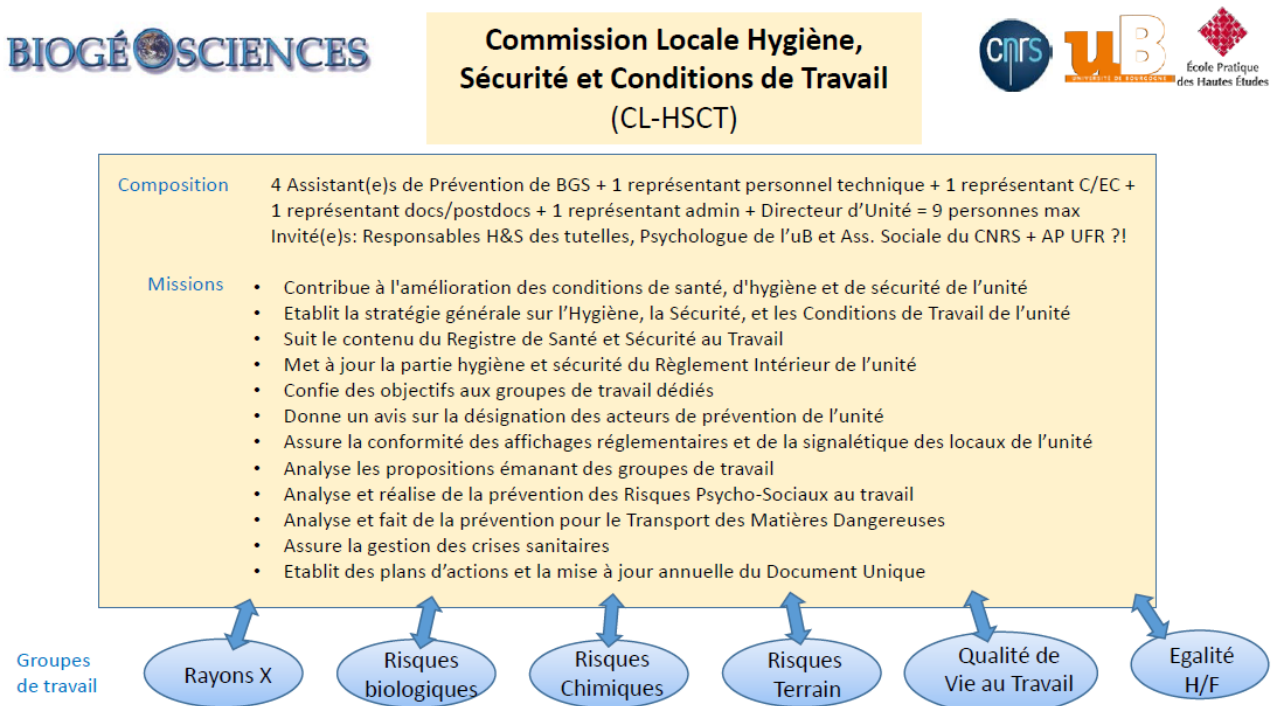 BIOGÉOSCIENCES
Commission Locale Hygiène,
Sécurité et Conditions de Travail
(CL-HSCT)
cnrs
uB
UNIVERSITÉ DE BOURGOGNE
École Pratique
des Hautes Études
Composition
4 Assistant(e)s de Prévention de BGS + 1 représentant personnel technique + 1 représentant C/EC +
1 représentant docs/postdocs + 1 représentant admin + Directeur d’Unité = 9 personnes max
Invité(e)s: Responsables H&S des tutelles, Psychologue de l’uB et Ass. Sociale du CNRS + AP UFR ?!
Missions
• Contribue à l'amélioration des conditions de santé, d'hygiène et de sécurité de l’unité
• Etablit la stratégie générale sur l’Hygiène, la Sécurité, et les Conditions de Travail de l’unité
• Suit le contenu du Registre de Santé et Sécurité au Travail
• Met à jour la partie hygiène et sécurité du Règlement Intérieur de l’unité
• Confie des objectifs aux groupes de travail dédiés
• Donne un avis sur la désignation des acteurs de prévention de l’unité
• Assure la conformité des affichages réglementaires et de la signalétique des locaux de l’unité
• Analyse les propositions émanant des groupes de travail
• Analyse et réalise de la prévention des Risques Psycho-Sociaux au travail
• Analyse et fait de la prévention pour le Transport des Matières Dangereuses
• Assure la gestion des crises sanitaires
• Etablit des plans d’actions et la mise à jour annuelle du Document Unique
Groupes
de travail
Rayons X
Risques
biologiques
Risques
Chimiques
Risques
Terrain
Qualité de
Vie au Travail
Egalité
H/F